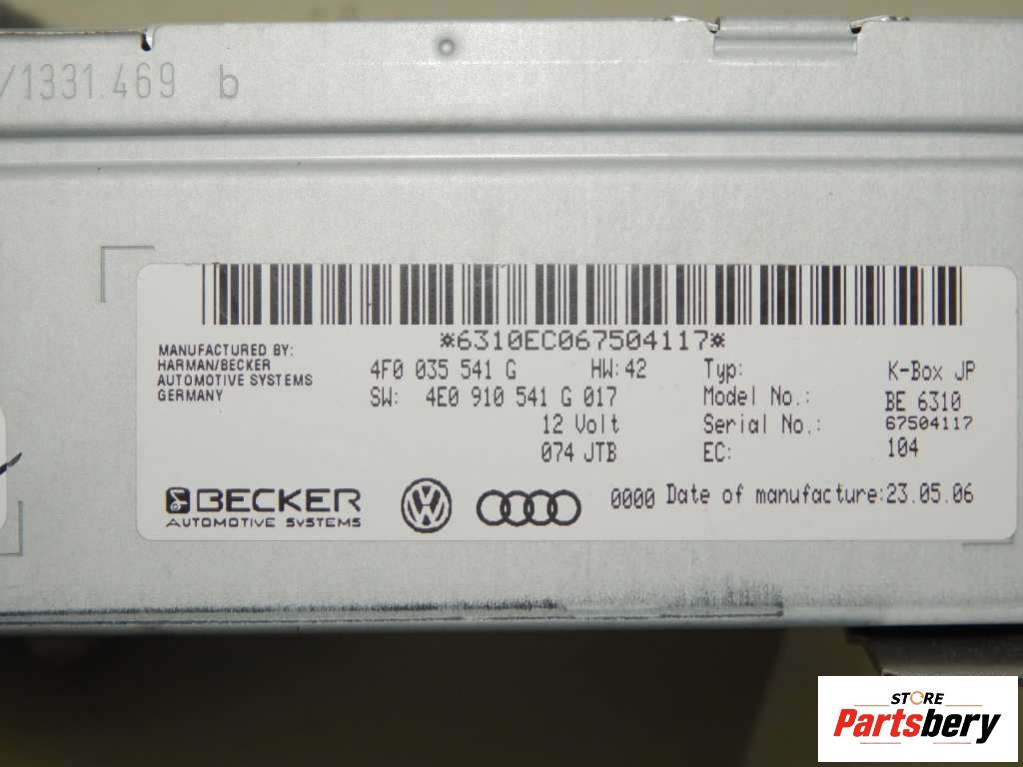 /1331.469 b
*6310EC067504117*
MANUFACTURED BY:
HARMAN/BECKER
AUTOMOTIVE SYSTEMS
GERMANY
4F0 035 541 G HW:42
SW: 4E0 910 541 G 017
12 Volt
074 JTB
Typ: K-Box JP
Model No.: BE 6310
Serial No.: 67504117
EC: 104
BECKER
AUTOMOTIVE SYSTEMS
0000 Date of manufacture:23.05.06
STORE
Partsbery